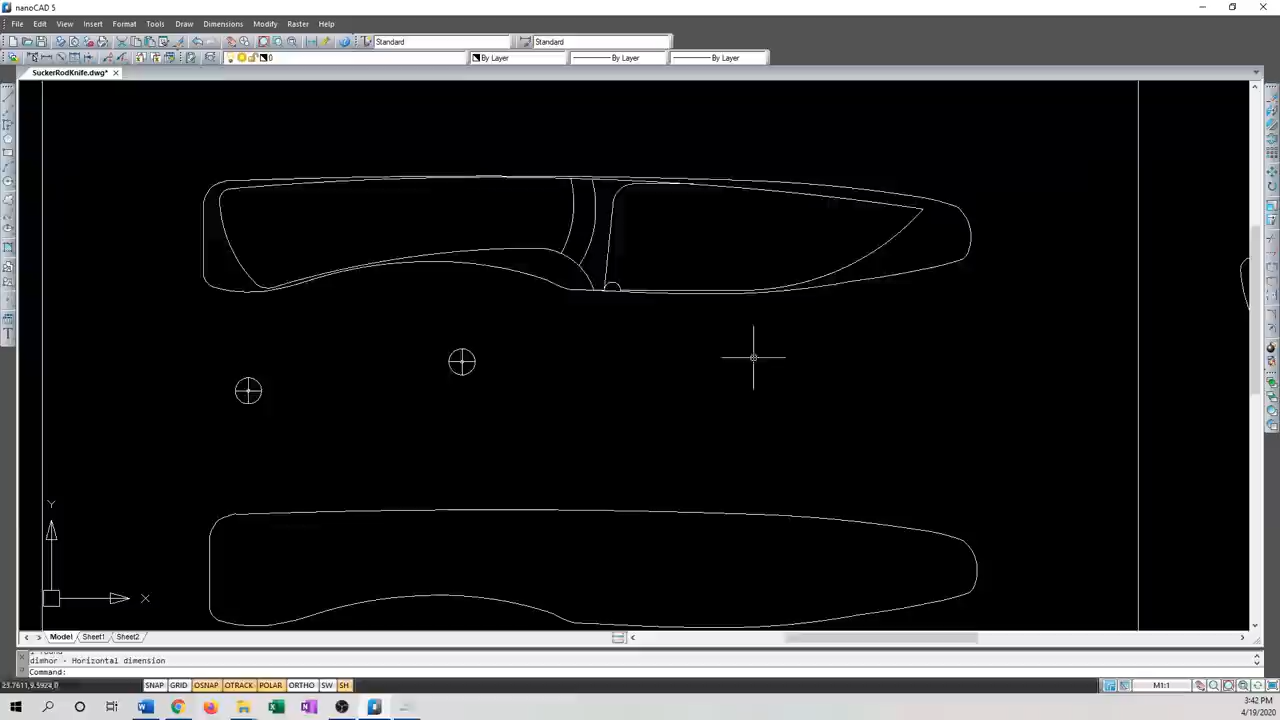 nanoCAD 5
File Edit View Insert Format Tools Draw Dimensions Modify Raster Help
Standard Standard
0 By Layer By Layer By Layer
SuckerRodKnife.dwg*
Y
X
Model Sheet1 Sheet2
dimhor - Horizontal dimension
Command:
SNAP GRID OSNAP OTRACK POLAR ORTHO SW SH M1:1
3:42 PM
4/19/2020